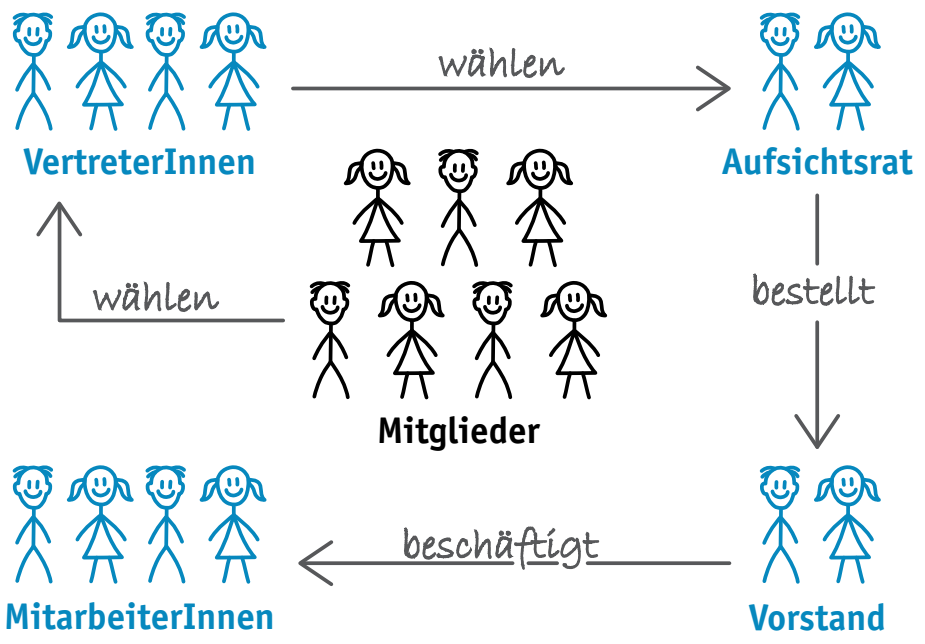 wählen
VertreterInnen
Aufsichtsrat
wählen
bestellt
Mitglieder
beschäftigt
MitarbeiterInnen
Vorstand